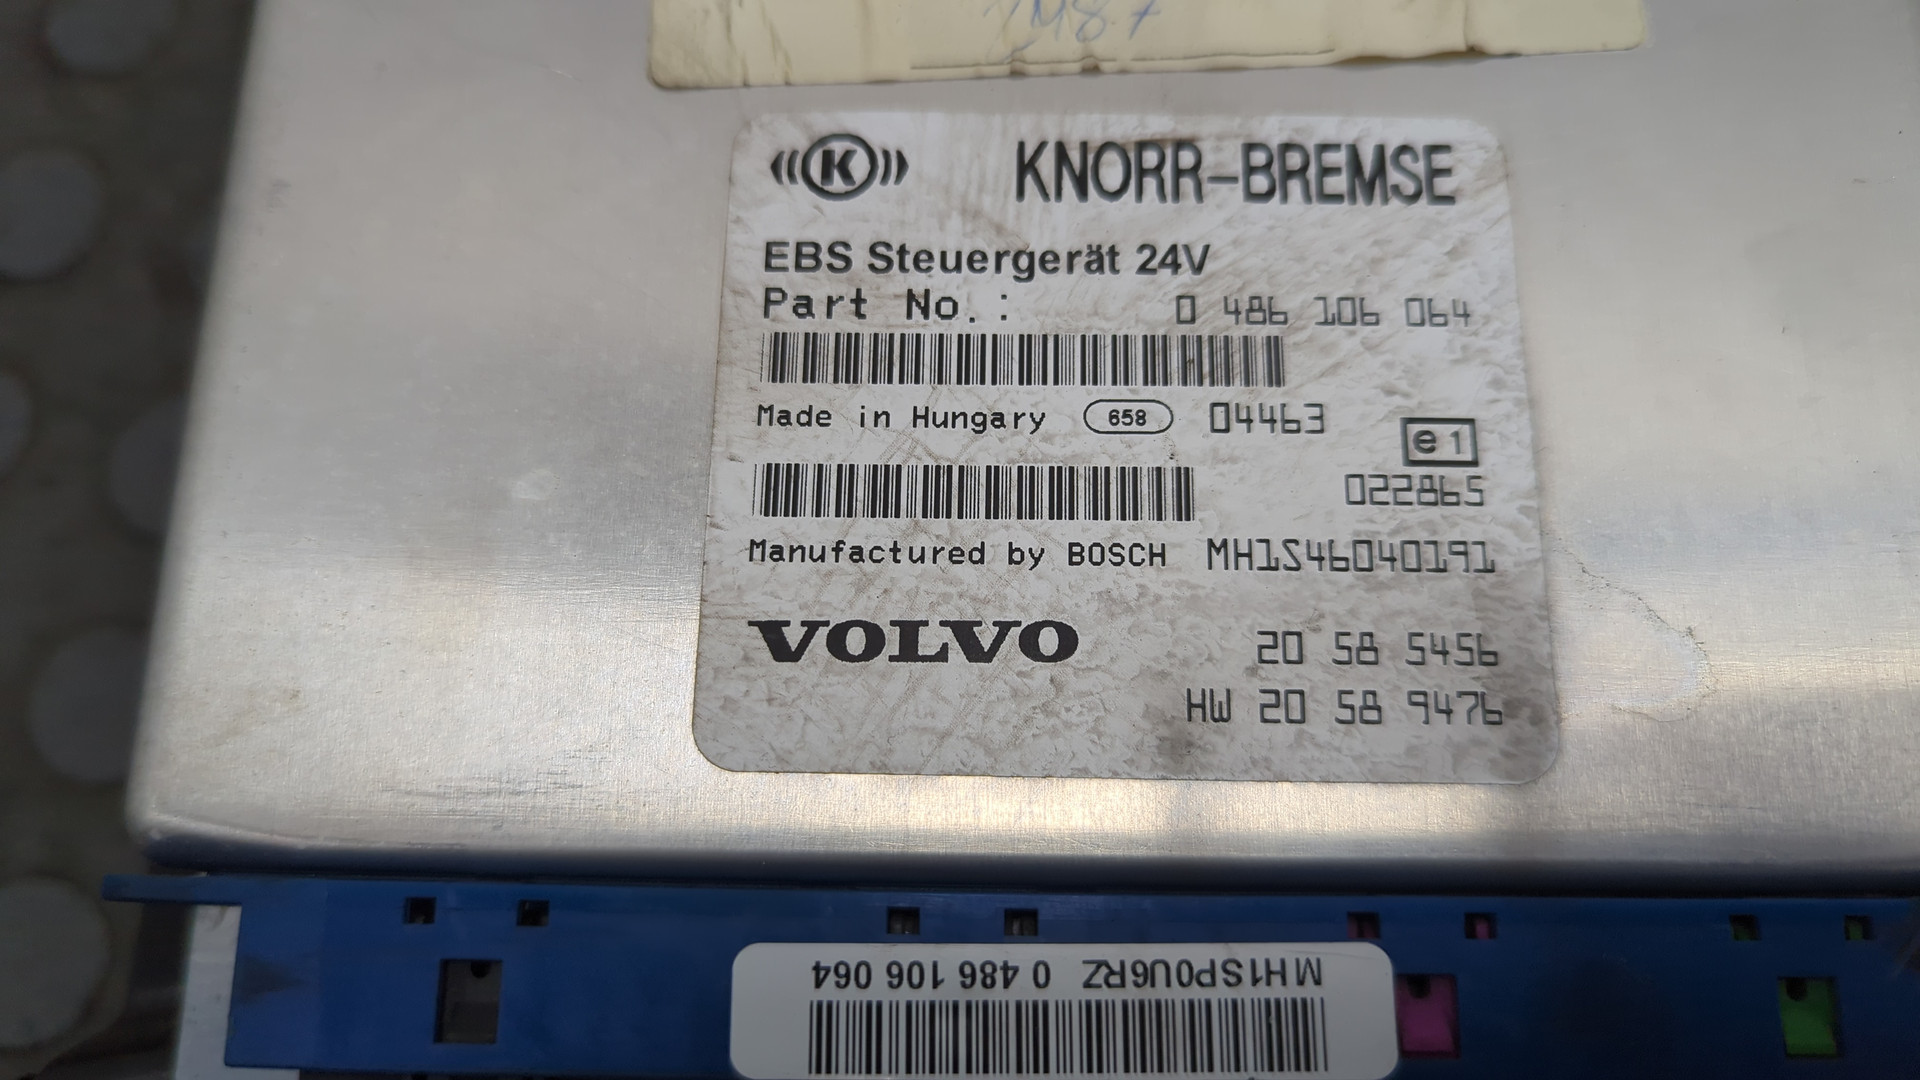 K KNORR-BREMSE
EBS Steuergerät 24V
Part No.: 0 486 106 064
Made in Hungary 658 04463
e1
022865
Manufactured by BOSCH MH1S46040191
VOLVO 20 58 5456
HW 20 58 9476
MH1SP0U6RZ 0 486 106 064